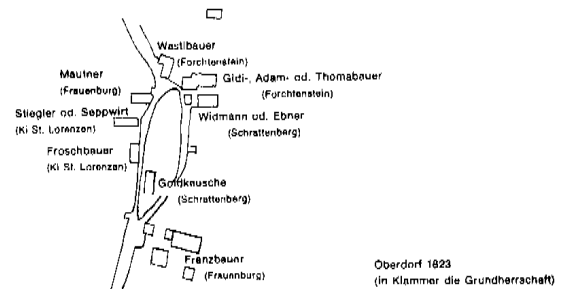 Wastlbauer
(Forchtenstein)
Gidi-, Adam- od. Thomabauer
(Forchtenstein)
Mautner
(Frauenburg)
Stiegler od. Seppwirt
(Ki St. Lorenzen)
Widmann od. Ebner
(Schrattenberg)
Froschbauer
(Ki St. Lorenzen)
Goldkeusche
(Schrattenberg)
Franzbauer
(Frauenburg)
Oberdorf 1823
(in Klammer die Grundherrschaft)